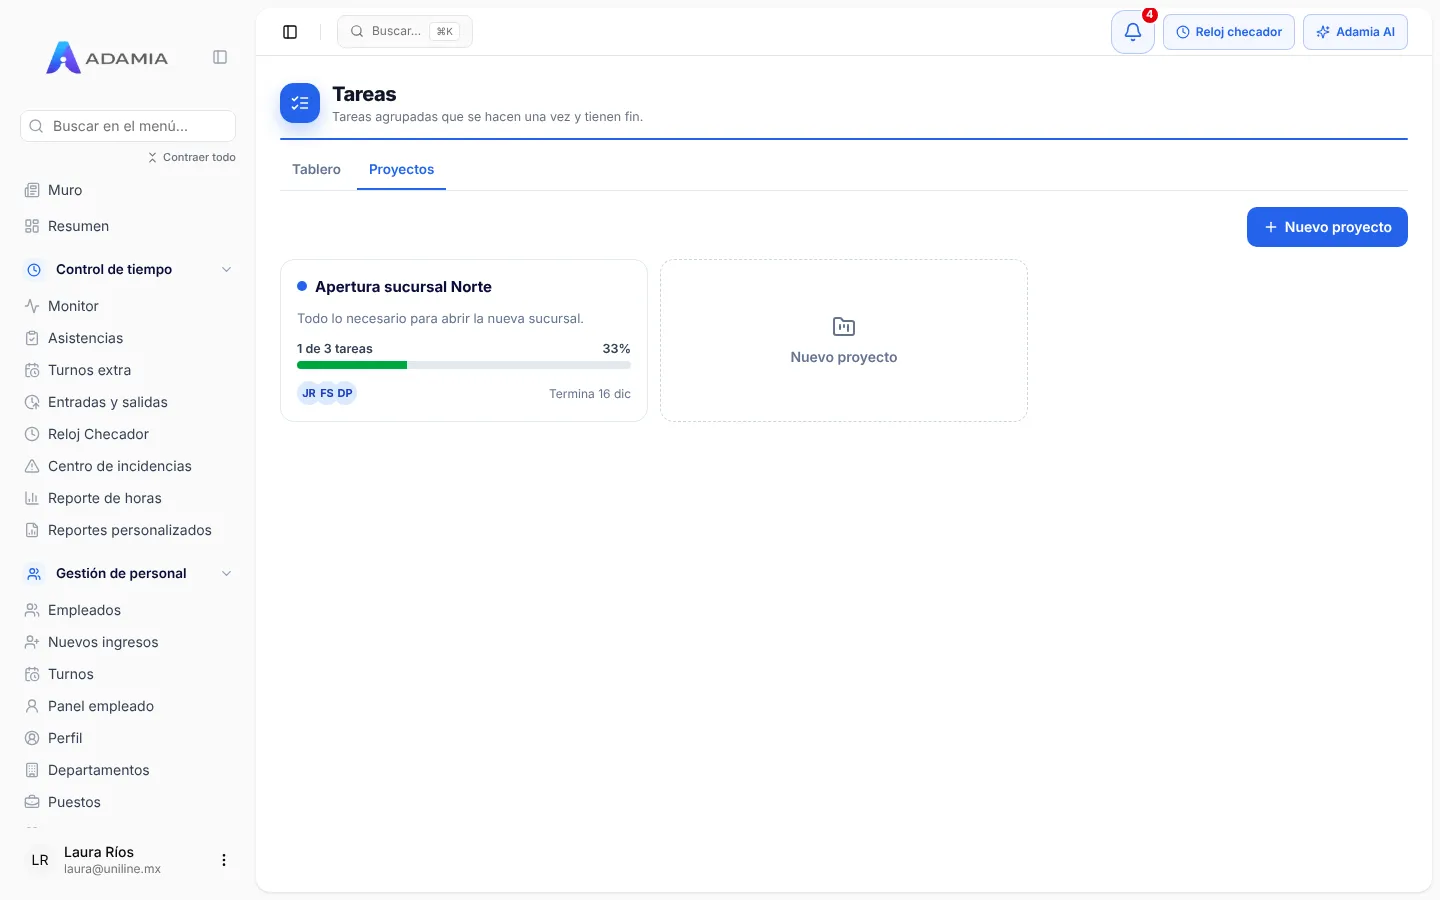 ADAMIA
Buscar en el menú...
Contraer todo
Muro
Resumen
Control de tiempo
Monitor
Asistencias
Turnos extra
Entradas y salidas
Reloj Checador
Centro de incidencias
Reporte de horas
Reportes personalizados
Gestión de personal
Empleados
Nuevos ingresos
Turnos
Panel empleado
Perfil
Departamentos
Puestos
LR
Laura Ríos
laura@uniline.mx
Buscar... ⌘K
4
Reloj checador
Adamia AI
Tareas
Tareas agrupadas que se hacen una vez y tienen fin.
Tablero
Proyectos
Nuevo proyecto
Apertura sucursal Norte
Todo lo necesario para abrir la nueva sucursal.
1 de 3 tareas 33%
JR FS DP
Termina 16 dic
Nuevo proyecto